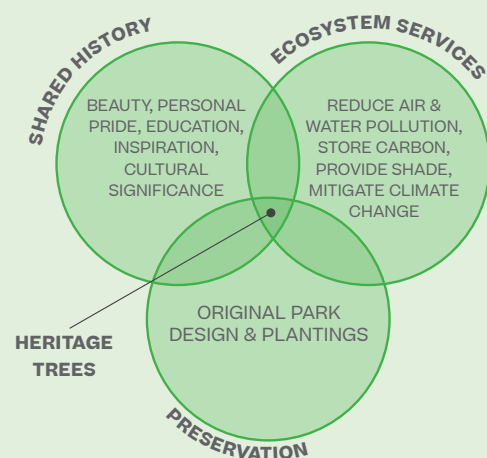 SHARED HISTORY
ECOSYSTEM SERVICES
BEAUTY, PERSONAL
PRIDE, EDUCATION,
INSPIRATION,
CULTURAL
SIGNIFICANCE
REDUCE AIR &
WATER POLLUTION,
STORE CARBON,
PROVIDE SHADE,
MITIGATE CLIMATE
CHANGE
ORIGINAL PARK
DESIGN & PLANTINGS
HERITAGE
TREES
PRESERVATION